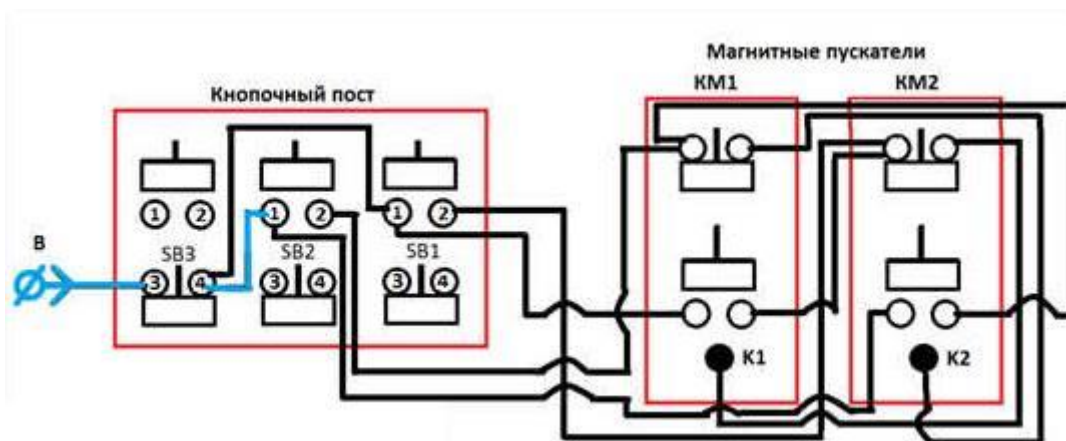 Магнитные пускатели
КМ1 КМ2
Кнопочный пост
1 2 1 2 1 2
В
SB3 SB2 SB1
3 4 3 4 3 4
К1 К2